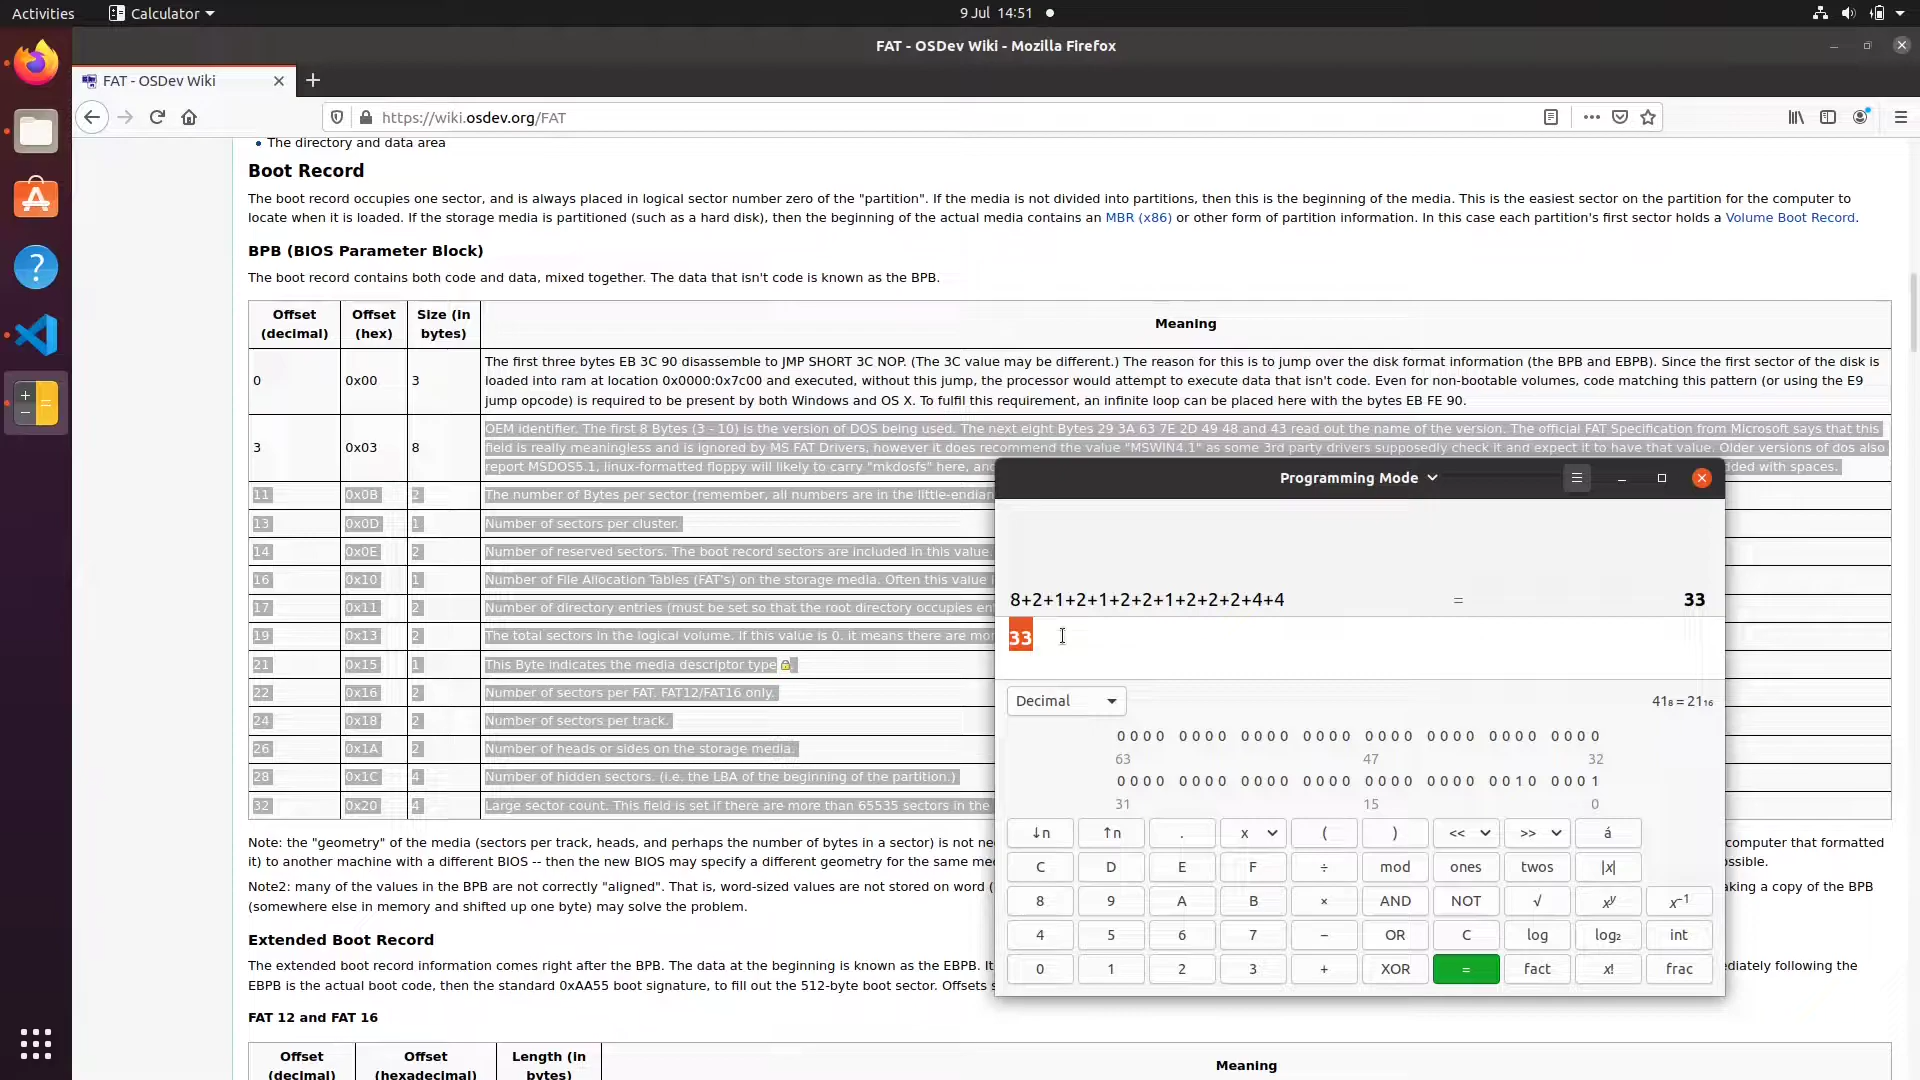 Activities
Calculator
9 Jul 14:51
FAT - OSDev Wiki - Mozilla Firefox
FAT - OSDev Wiki
https://wiki.osdev.org/FAT
The directory and data area
Boot Record
The boot record occupies one sector, and is always placed in logical sector number zero of the "partition". If the media is not divided into partitions, then this is the beginning of the media. This is the easiest sector on the partition for the computer to
locate when it is loaded. If the storage media is partitioned (such as a hard disk), then the beginning of the actual media contains an MBR (x86) or other form of partition information. In this case each partition's first sector holds a Volume Boot Record.
BPB (BIOS Parameter Block)
The boot record contains both code and data, mixed together. The data that isn't code is known as the BPB.
Offset (decimal) Offset (hex) Size (in bytes) Meaning
0 0x00 3 The first three bytes EB 3C 90 disassemble to JMP SHORT 3C NOP. (The 3C value may be different.) The reason for this is to jump over the disk format information (the BPB and EBPB). Since the first sector of the disk is
loaded into ram at location 0x0000:0x7c00 and executed, without this jump, the processor would attempt to execute data that isn't code. Even for non-bootable volumes, code matching this pattern (or using the E9
jump opcode) is required to be present by both Windows and OS X. To fulfil this requirement, an infinite loop can be placed here with the bytes EB FE 90.
3 0x03 8 OEM identifier. The first 8 Bytes (3 - 10) is the version of DOS being used. The next eight Bytes 29 3A 63 7E 2D 49 48 and 43 read out the name of the version. The official FAT Specification from Microsoft says that this
field is really meaningless and is ignored by MS FAT Drivers, however it does recommend the value "MSWIN4.1" as some 3rd party drivers supposedly check it and expect it to have that value. Older versions of dos also
report MSDOS5.1, linux-formatted floppy will likely to carry "mkdosfs" here, and ded with spaces.
11 0x0B 2 The number of Bytes per sector (remember, all numbers are in the little-endian
13 0x0D 1 Number of sectors per cluster.
14 0x0E 2 Number of reserved sectors. The boot record sectors are included in this value.
16 0x10 1 Number of File Allocation Tables (FAT's) on the storage media. Often this value i
17 0x11 2 Number of directory entries (must be set so that the root directory occupies ent
19 0x13 2 The total sectors in the logical volume. If this value is 0, it means there are mor
21 0x15 1 This Byte indicates the media descriptor type
22 0x16 2 Number of sectors per FAT. FAT12/FAT16 only.
24 0x18 2 Number of sectors per track.
26 0x1A 2 Number of heads or sides on the storage media.
28 0x1C 4 Number of hidden sectors. (i.e. the LBA of the beginning of the partition.)
32 0x20 4 Large sector count. This field is set if there are more than 65535 sectors in the
Note: the "geometry" of the media (sectors per track, heads, and perhaps the number of bytes in a sector) is not ne computer that formatted
it) to another machine with a different BIOS -- then the new BIOS may specify a different geometry for the same med ossible.
Note2: many of the values in the BPB are not correctly "aligned". That is, word-sized values are not stored on word ( aking a copy of the BPB
(somewhere else in memory and shifted up one byte) may solve the problem.
Extended Boot Record
The extended boot record information comes right after the BPB. The data at the beginning is known as the EBPB. It ediately following the
EBPB is the actual boot code, then the standard 0xAA55 boot signature, to fill out the 512-byte boot sector. Offsets s
FAT 12 and FAT 16
Offset (decimal) Offset (hexadecimal) Length (in bytes) Meaning
Programming Mode
8+2+1+2+1+2+2+1+2+2+2+4+4 = 33
33
Decimal
41₈ = 21₁₆
0000 0000 0000 0000 0000 0000 0000 0000
63 47 32
0000 0000 0000 0000 0000 0000 0010 0001
31 15 0
↓n ↑n . x ( ) << >> á
C D E F ÷ mod ones twos |x|
8 9 A B × AND NOT √ xʸ x⁻¹
4 5 6 7 − OR C log log₂ int
0 1 2 3 + XOR = fact x! frac